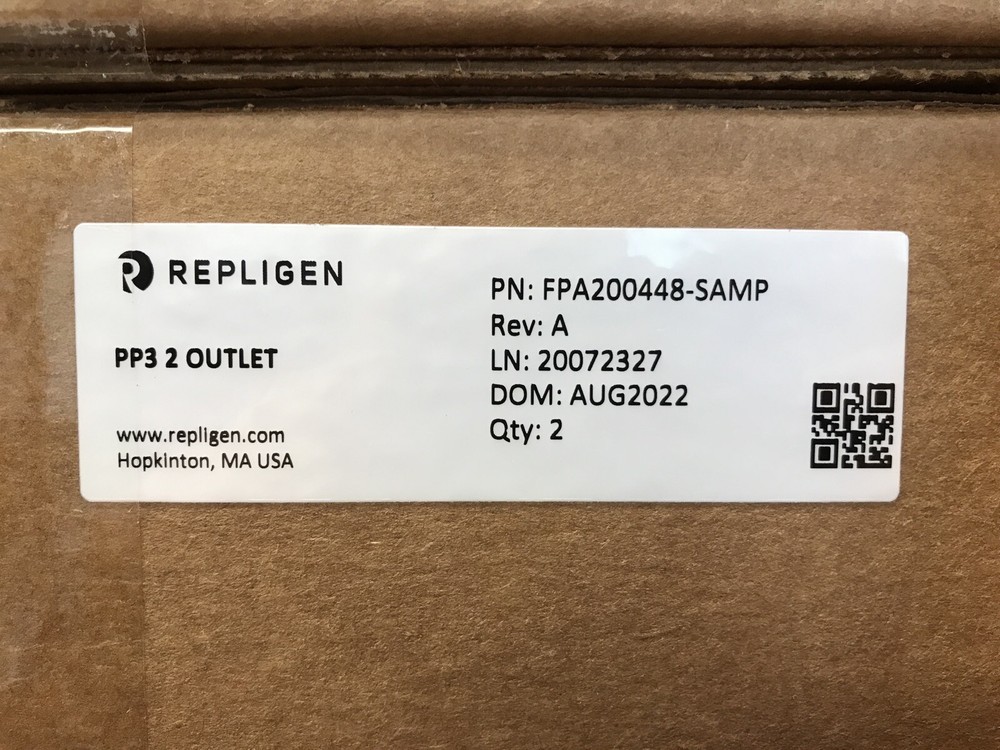 REPLIGEN
PP3 2 OUTLET
www.repligen.com
Hopkinton, MA USA
PN: FPA200448-SAMP
Rev: A
LN: 20072327
DOM: AUG2022
Qty: 2